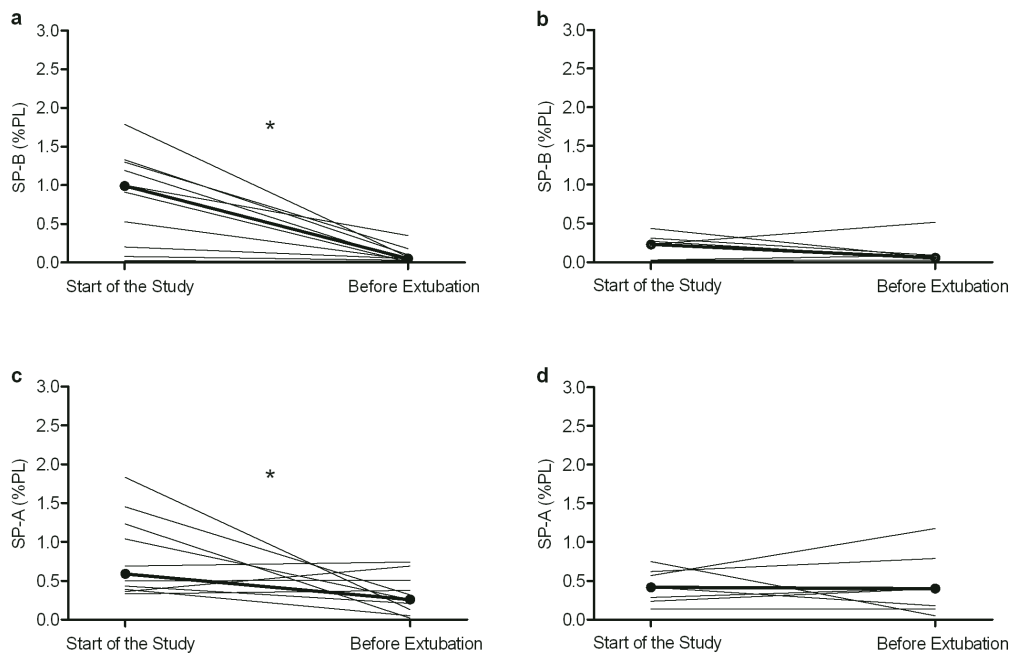 a
3.0
2.5
2.0
1.5
1.0
0.5
0.0
SP-B (%PL)
*
Start of the Study
Before Extubation
b
3.0
2.5
2.0
1.5
1.0
0.5
0.0
SP-B (%PL)
Start of the Study
Before Extubation
c
3.0
2.5
2.0
1.5
1.0
0.5
0.0
SP-A (%PL)
*
Start of the Study
Before Extubation
d
3.0
2.5
2.0
1.5
1.0
0.5
0.0
SP-A (%PL)
Start of the Study
Before Extubation